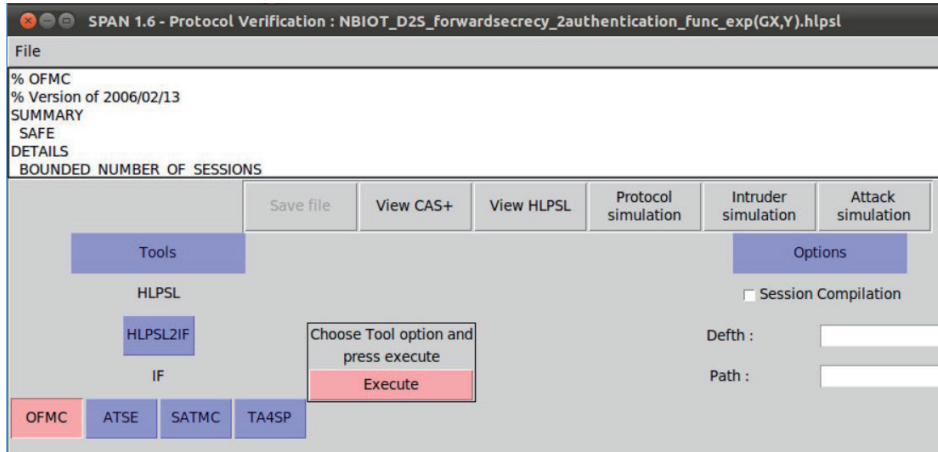 SPAN 1.6 - Protocol Verification : NBIOT_D2S_forwardsecrecy_2authentication_func_exp(GX,Y).hlpsl
File
% OFMC
% Version of 2006/02/13
SUMMARY
SAFE
DETAILS
BOUNDED_NUMBER_OF_SESSIONS
Save file
View CAS+
View HLPSL
Protocol
simulation
Intruder
simulation
Attack
simulation
Tools
Options
HLPSL
Session Compilation
HLPSL2IF
Choose Tool option and
press execute
Execute
Defth :
IF
Path :
OFMC
ATSE
SATMC
TA4SP